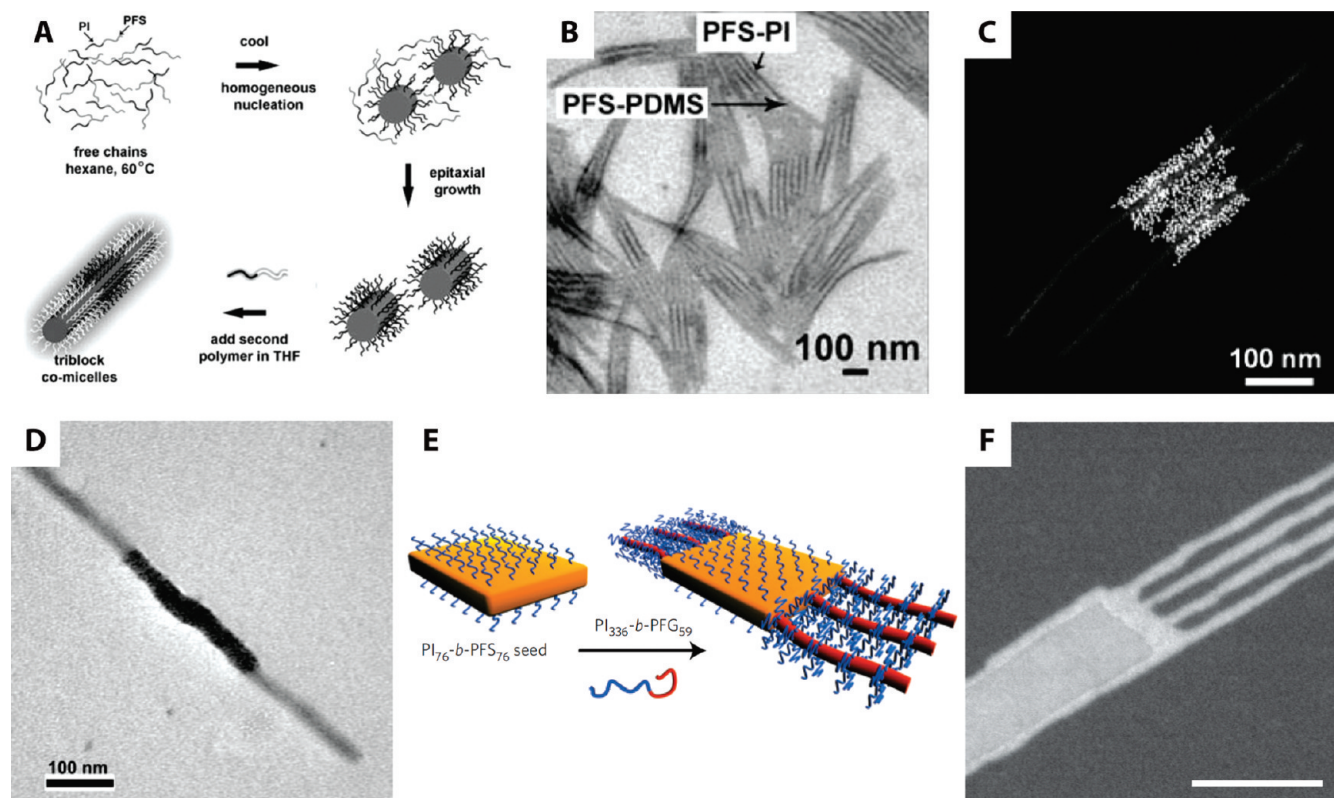 A
PI
PFS
cool
homogeneous
nucleation
free chains
hexane, 60°C
epitaxial
growth
add second
polymer in THF
triblock
co-micelles
B
PFS-PI
PFS-PDMS
100 nm
C
100 nm
D
100 nm
E
PI76-b-PFS76 seed
PI336-b-PFG59
F